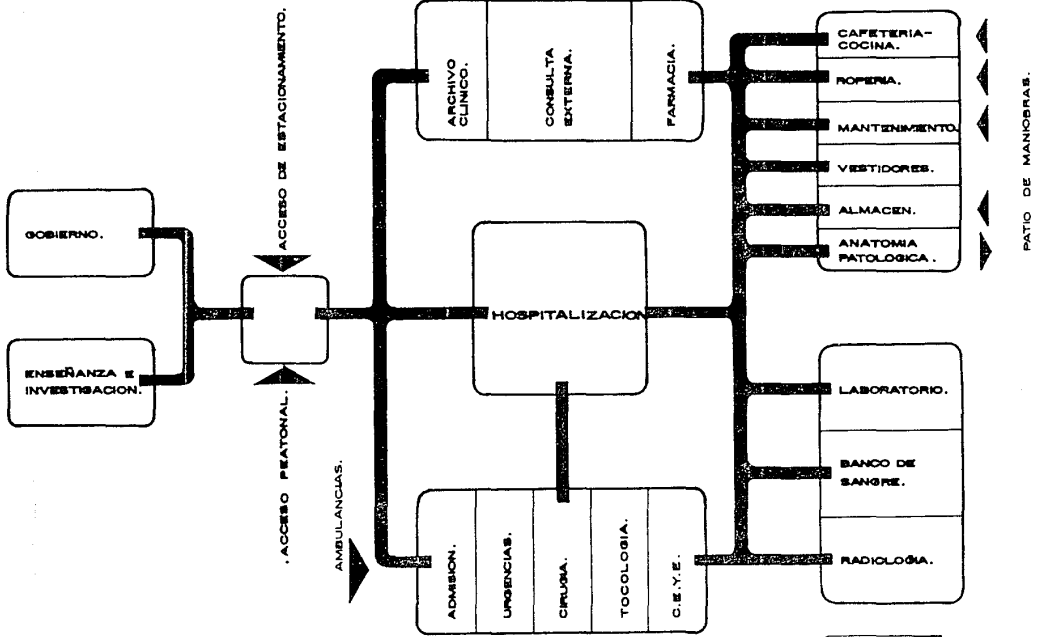 GOBIERNO.
ENSEÑANZA E
INVESTIGACION.
ACCESO DE ESTACIONAMIENTO.
.ACCESO PEATONAL.
AMBULANCIAS.
ARCHIVO
CLINICO.
CONSULTA
EXTERNA.
FARMACIA.
HOSPITALIZACION
ADMISION.
URGENCIAS.
CIRUGIA.
TOCOLOGIA.
C.E.Y.E.
CAFETERIA-
COCINA.
ROPERIA.
MANTENIMIENTO.
VESTIDORES.
ALMACEN.
ANATOMIA
PATOLOGICA.
PATIO DE MANIOBRAS.
LABORATORIO.
BANCO DE
SANGRE.
RADIOLOGIA.